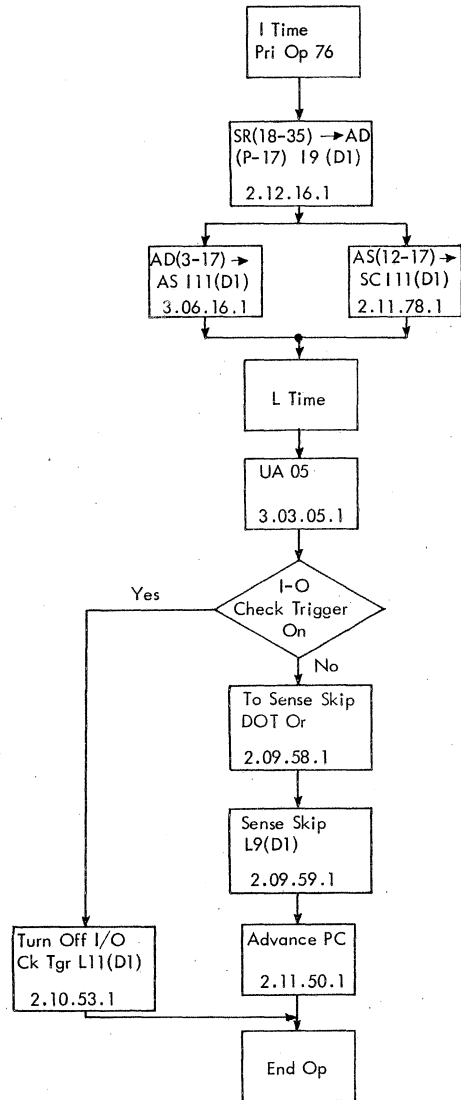 I Time
Pri Op 76
SR(18-35) → AD
(P-17) I9 (D1)
2.12.16.1
AD(3-17) →
AS I11(D1)
3.06.16.1
AS(12-17) →
SC I11(D1)
2.11.78.1
L Time
UA 05
3.03.05.1
I-O
Check Trigger
On
Yes
No
To Sense Skip
DOT Or
2.09.58.1
Sense Skip
L9(D1)
2.09.59.1
Turn Off I/O
Ck Tgr L11(D1)
2.10.53.1
Advance PC
2.11.50.1
End Op